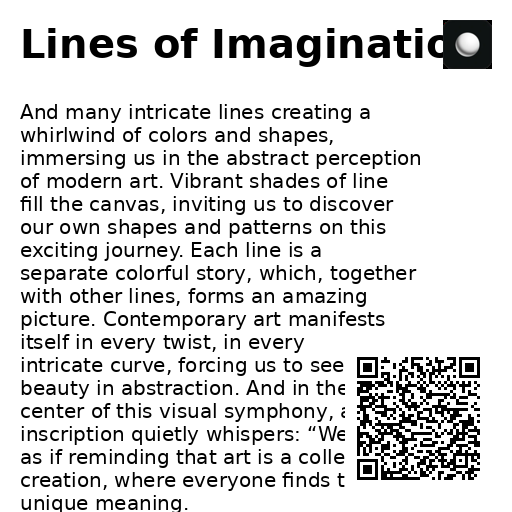 Lines of
And many intricate lines creating a
whirlwind of colors and shapes,
immersing us in the abstract perception
of modern art. Vibrant shades of line
fill the canvas, inviting us to discover
our own shapes and patterns on this
exciting journey. Each line is a
separate colorful story, which, together
with other lines, forms an amazing
picture. Contemporary art manifests
itself in every twist, in every
intricate curve, forcing us to see
beauty in abstraction. And in the
center of this visual symphony,
inscription quietly whispers: “We
as if reminding that art is a
creation, where everyone finds
unique meaning.